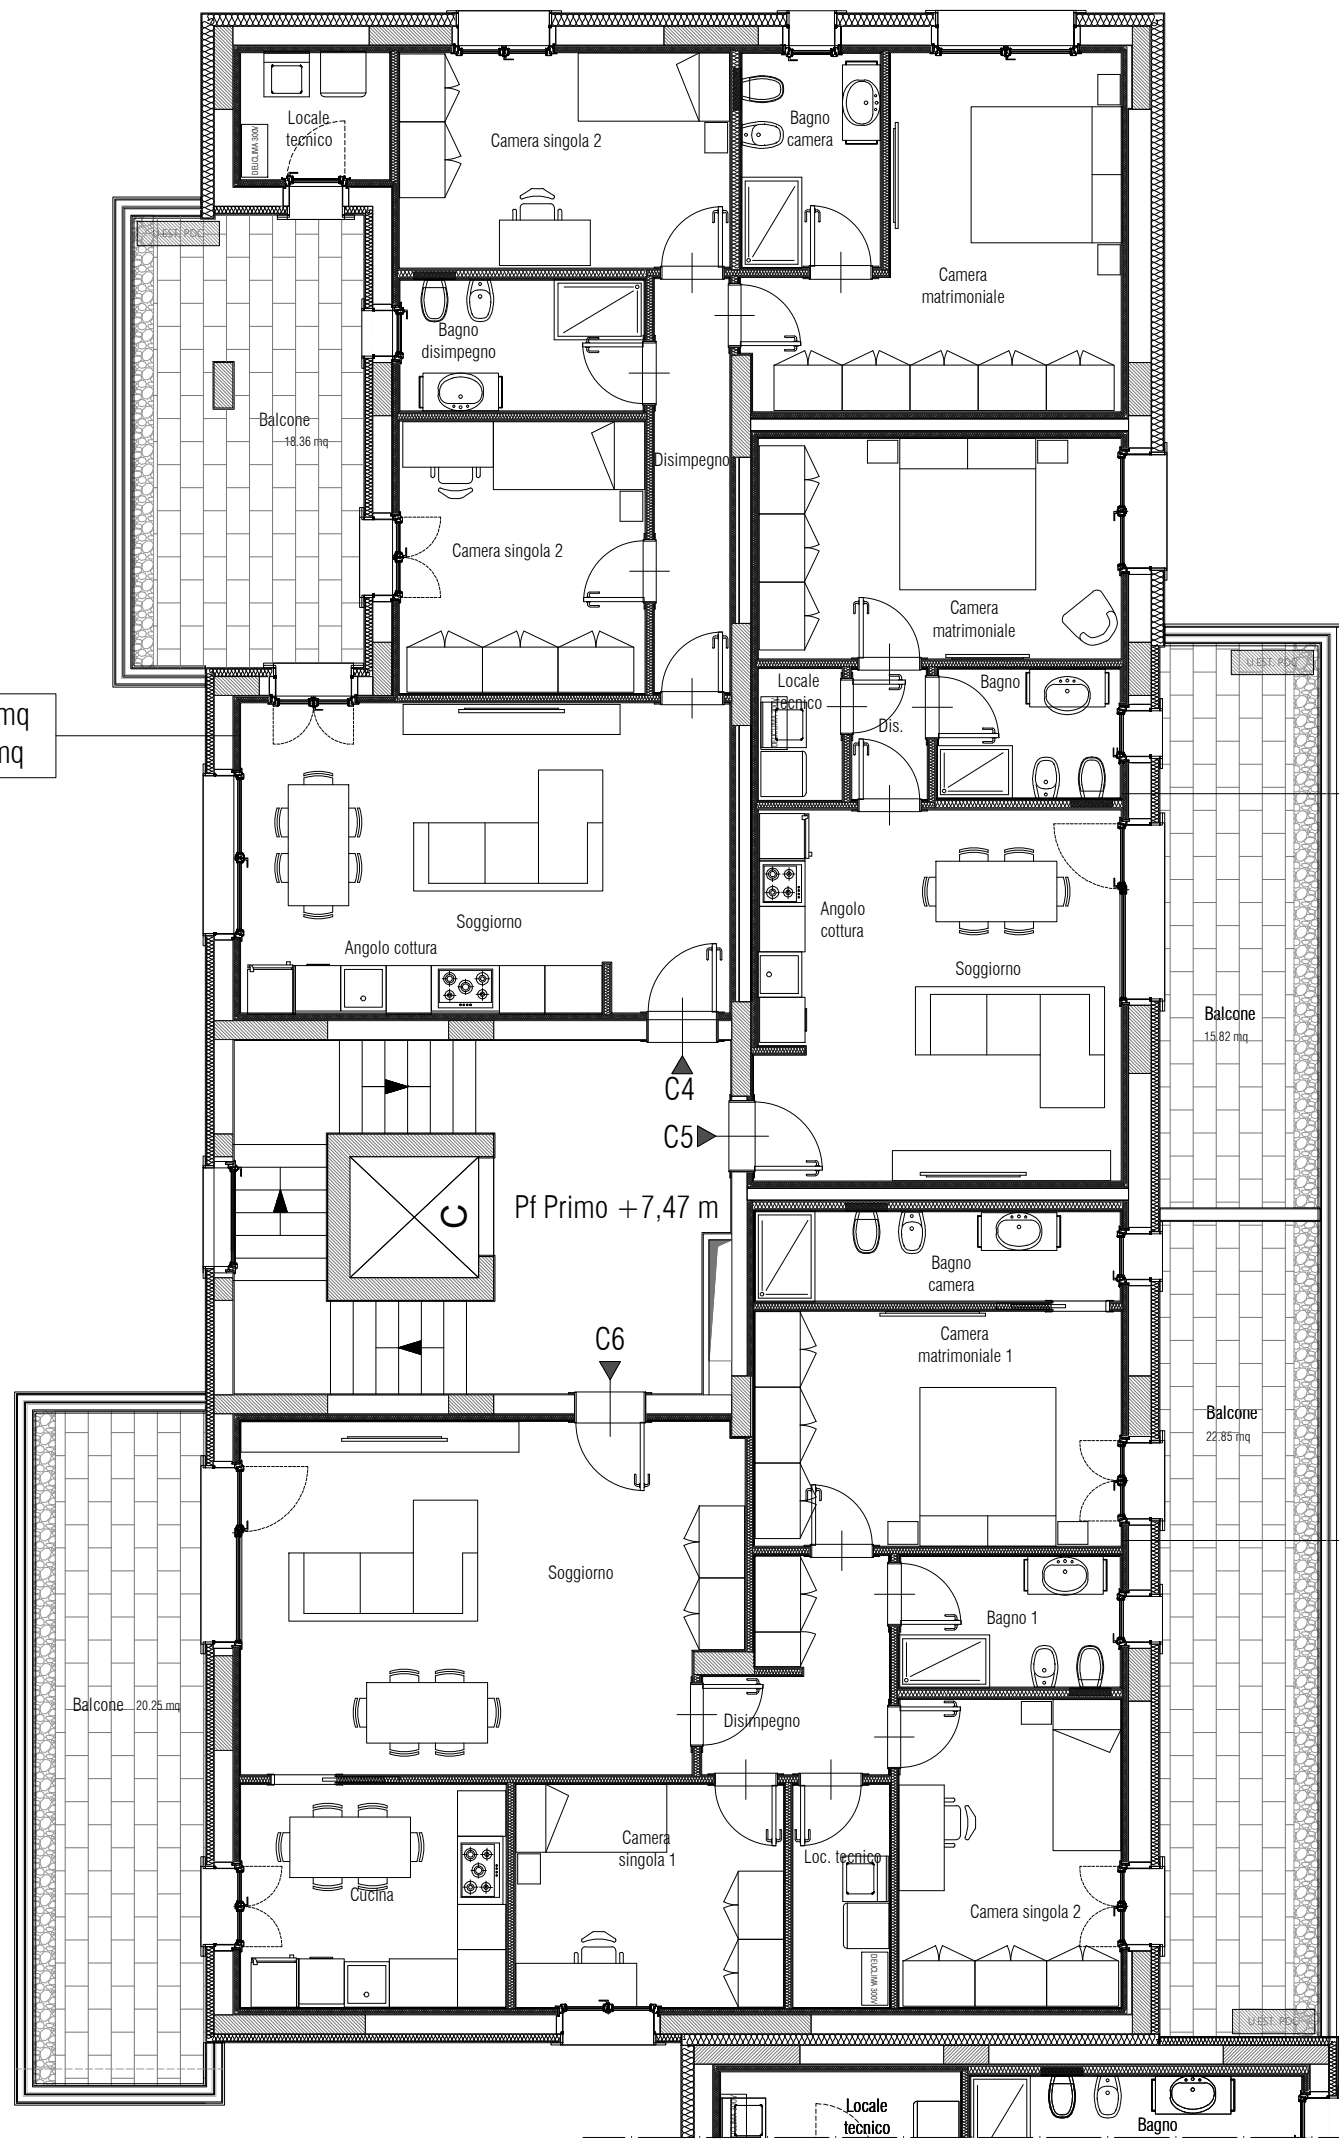 Locale
tecnico
DEUCLIMA 300V
Camera singola 2
Bagno
camera
Camera
matrimoniale
U.EST. PDC
Bagno
disimpegno
Balcone
18.36 mq
Disimpegno
Camera singola 2
Camera
matrimoniale
U.EST. PDC
mq
mq
Locale
tecnico
Dis.
Bagno
Soggiorno
Angolo cottura
Angolo
cottura
Soggiorno
Balcone
15.82 mq
C4
C5
C
Pf Primo +7,47 m
C6
Bagno
camera
Camera
matrimoniale 1
Balcone
22.85 mq
Soggiorno
Bagno 1
Balcone 20.25 mq
Disimpegno
Camera
singola 1
Loc. tecnico
Cucina
Camera singola 2
DEUCLIMA 300V
U.EST. PDC
Locale
tecnico
Bagno